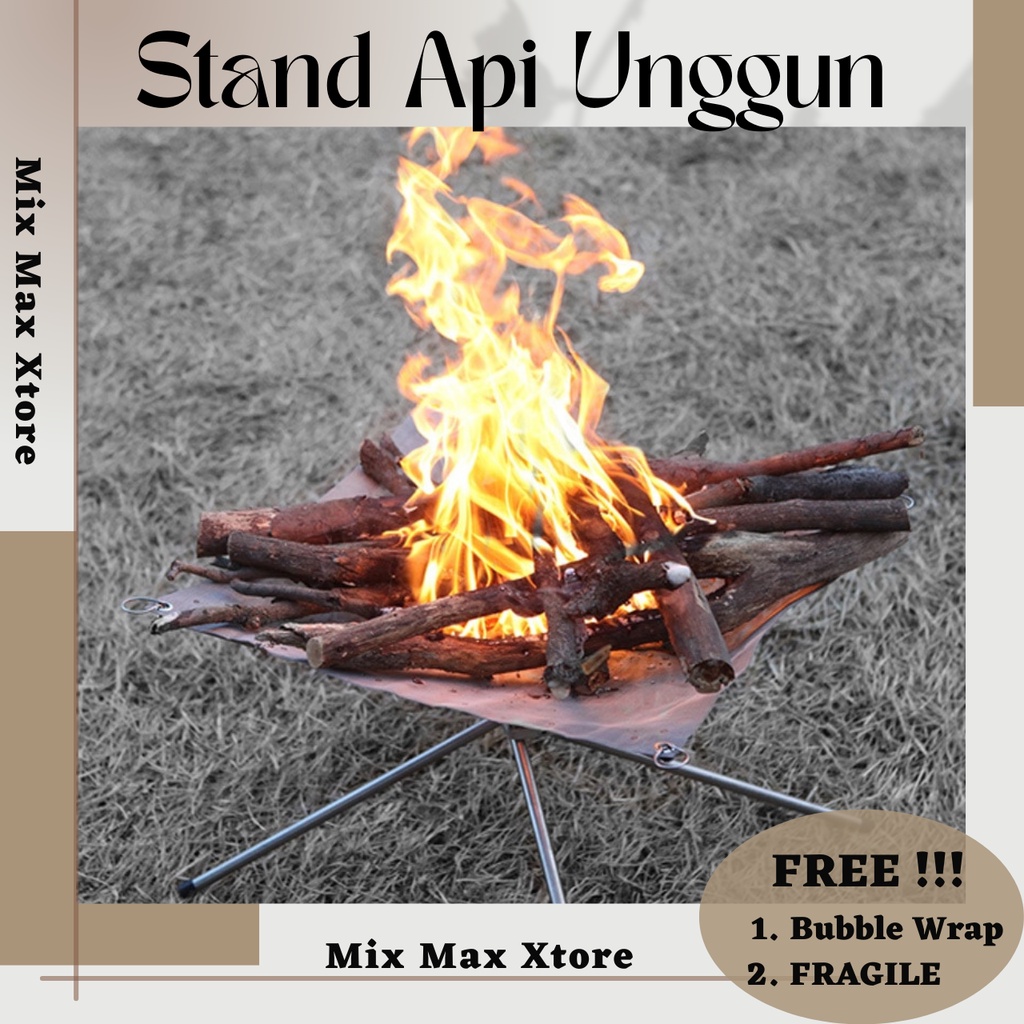 Stand Api Unggun
Mix Max Xtore
FREE !!!
1. Bubble Wrap
2. FRAGILE
Mix Max Xtore